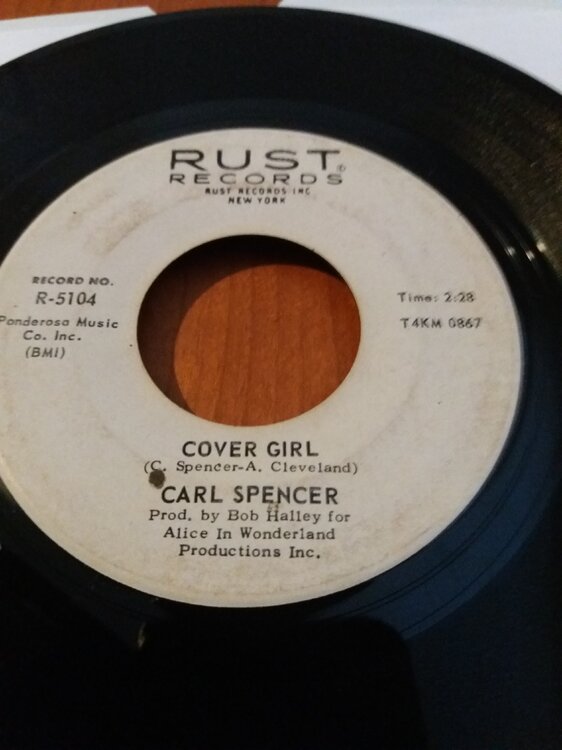 RUST®
RECORDS
RUST RECORDS INC
NEW YORK
RECORD NO.
R-5104
Ponderosa Music
Co. Inc.
(BMI)
Time: 2:28
T4KM 0867
COVER GIRL
(C. Spencer-A. Cleveland)
CARL SPENCER
Prod. by Bob Halley for
Alice In Wonderland
Productions Inc.